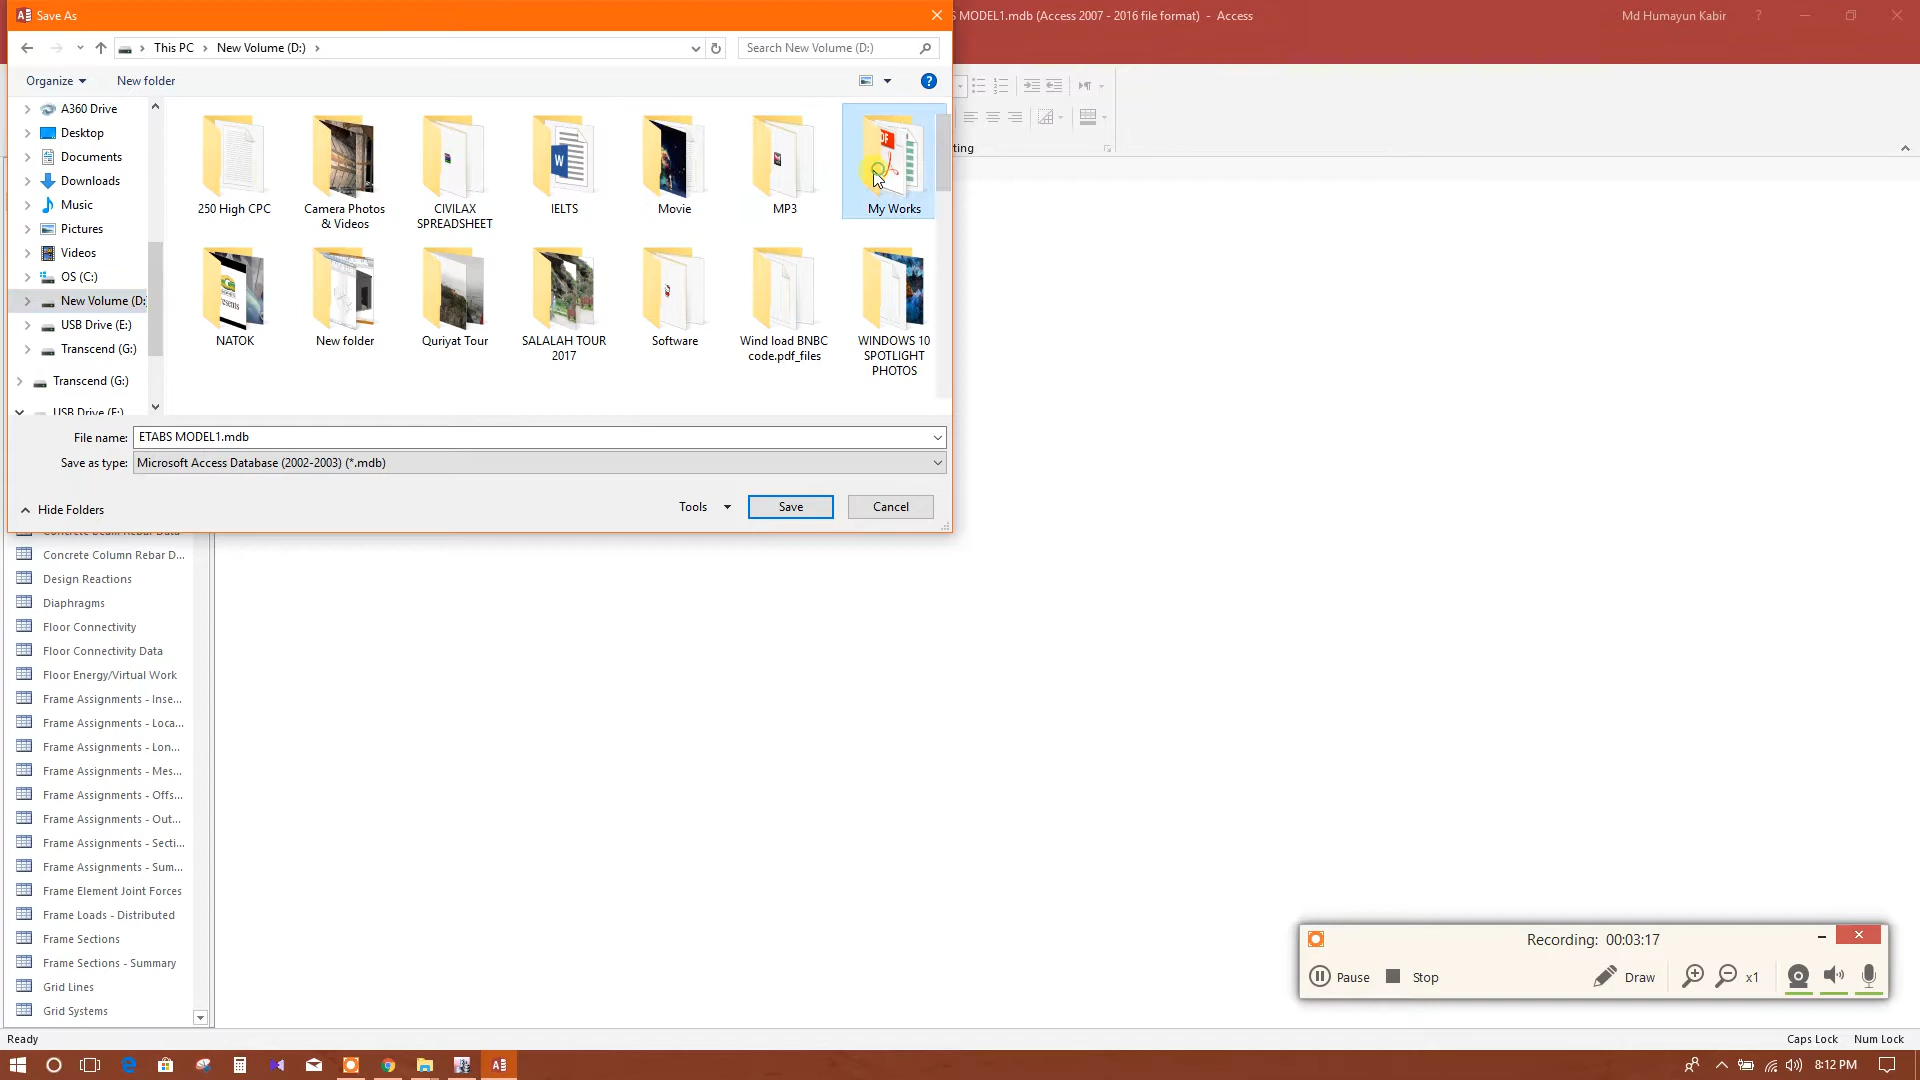 Save As
S MODEL1.mdb (Access 2007 - 2016 file format) - Access
Md Humayun Kabir
This PC
New Volume (D:)
Search New Volume (D:)
Organize
New folder
A360 Drive
Desktop
Documents
Downloads
Music
Pictures
Videos
OS (C:)
New Volume (D:
USB Drive (E:)
Transcend (G:)
Transcend (G:)
USB Drive (E:)
250 High CPC
Camera Photos
& Videos
CIVILAX
SPREADSHEET
IELTS
Movie
MP3
My Works
NATOK
New folder
Quriyat Tour
SALALAH TOUR
2017
Software
Wind load BNBC
code.pdf_files
WINDOWS 10
SPOTLIGHT
PHOTOS
ting
File name: ETABS MODEL1.mdb
Save as type: Microsoft Access Database (2002-2003) (*.mdb)
Hide Folders
Tools
Save
Cancel
Concrete Beam Rebar Data
Concrete Column Rebar D...
Design Reactions
Diaphragms
Floor Connectivity
Floor Connectivity Data
Floor Energy/Virtual Work
Frame Assignments - Inse...
Frame Assignments - Loca...
Frame Assignments - Lon...
Frame Assignments - Mes...
Frame Assignments - Offs...
Frame Assignments - Out...
Frame Assignments - Secti...
Frame Assignments - Sum...
Frame Element Joint Forces
Frame Loads - Distributed
Frame Sections
Frame Sections - Summary
Grid Lines
Grid Systems
Recording: 00:03:17
Pause
Stop
Draw
x1
Ready
Caps Lock
Num Lock
8:12 PM